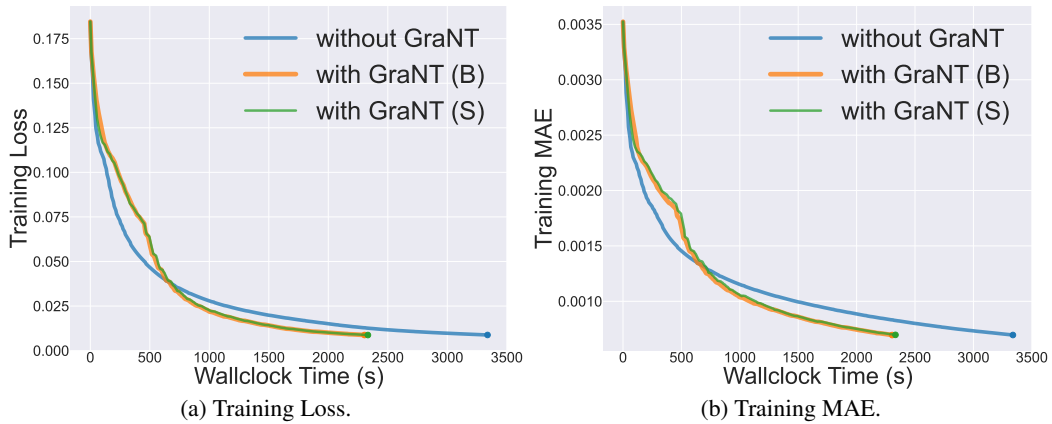 0.175
0.150
0.125
0.100
0.075
0.050
0.025
0.000
Training Loss
without GraNT
with GraNT (B)
with GraNT (S)
0 500 1000 1500 2000 2500 3000 3500
Wallclock Time (s)
(a) Training Loss.
0.0035
0.0030
0.0025
0.0020
0.0015
0.0010
Training MAE
without GraNT
with GraNT (B)
with GraNT (S)
0 500 1000 1500 2000 2500 3000 3500
Wallclock Time (s)
(b) Training MAE.